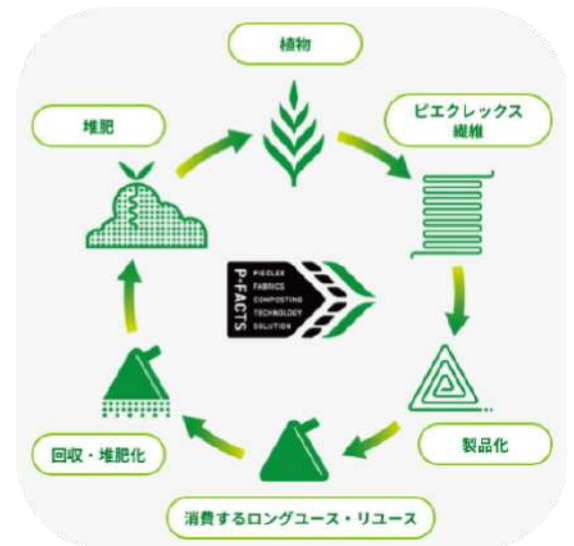 植物
ピエクレックス
繊維
製品化
消費するロングユース・リユース
回収・堆肥化
堆肥
P-FACTS
PIECLEX
FABRICS
COMPOSTING
TECHNOLOGY
SOLUTION